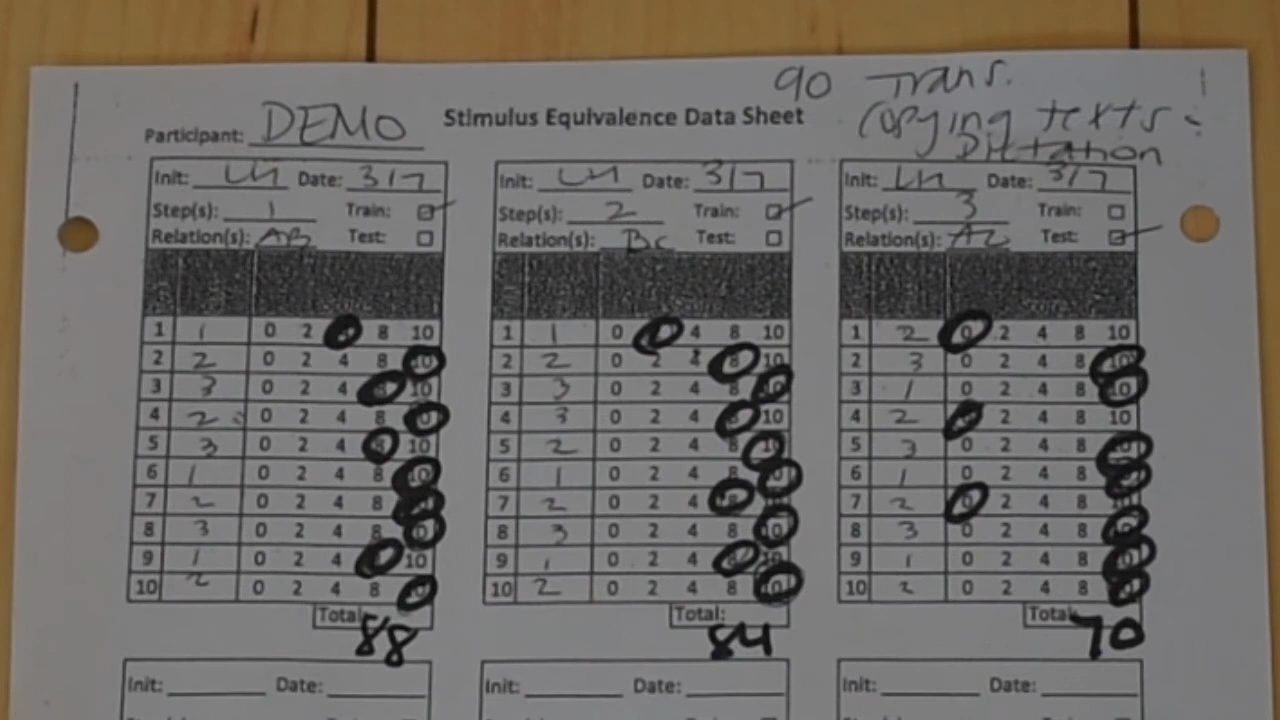 90 Trans.
Copying texts -
Dictation
Stimulus Equivalence Data Sheet
Participant: DEMO
Init: LH Date: 3/7
Step(s): 1 Train:
Relation(s): AB Test:
1 1 0 2 8 10
2 2 0 2 4 8 10
3 3 0 2 4 8 10
4 2 0 2 4 8 10
5 3 0 2 4 8 10
6 1 0 2 4 8 10
7 2 0 2 4 8 10
8 3 0 2 4 8 10
9 1 0 2 4 10
10 2 0 2 4 8 10
Total:
88
Init: LH Date: 3/7
Step(s): 2 Train:
Relation(s): BC Test:
1 1 0 4 8 10
2 2 0 2 4 8 10
3 3 0 2 4 8 10
4 3 0 2 4 8 10
5 2 0 2 4 8 10
6 1 0 2 4 8 10
7 2 0 2 4 8 10
8 3 0 2 4 8 10
9 1 0 2 4 8 10
10 2 0 2 4 8 10
Total:
84
Init: LH Date: 3/7
Step(s): 3 Train:
Relation(s): Test:
1 2 0 2 4 8 10
2 3 0 2 4 8 10
3 1 0 2 4 8 10
4 2 0 2 4 8 10
5 3 0 2 4 8 10
6 1 0 2 4 8 10
7 2 0 2 4 8 10
8 3 0 2 4 8 10
9 1 0 2 4 8 10
10 2 0 2 4 8 10
Total:
70
Init: Date:
Init: Date:
Init: Date: